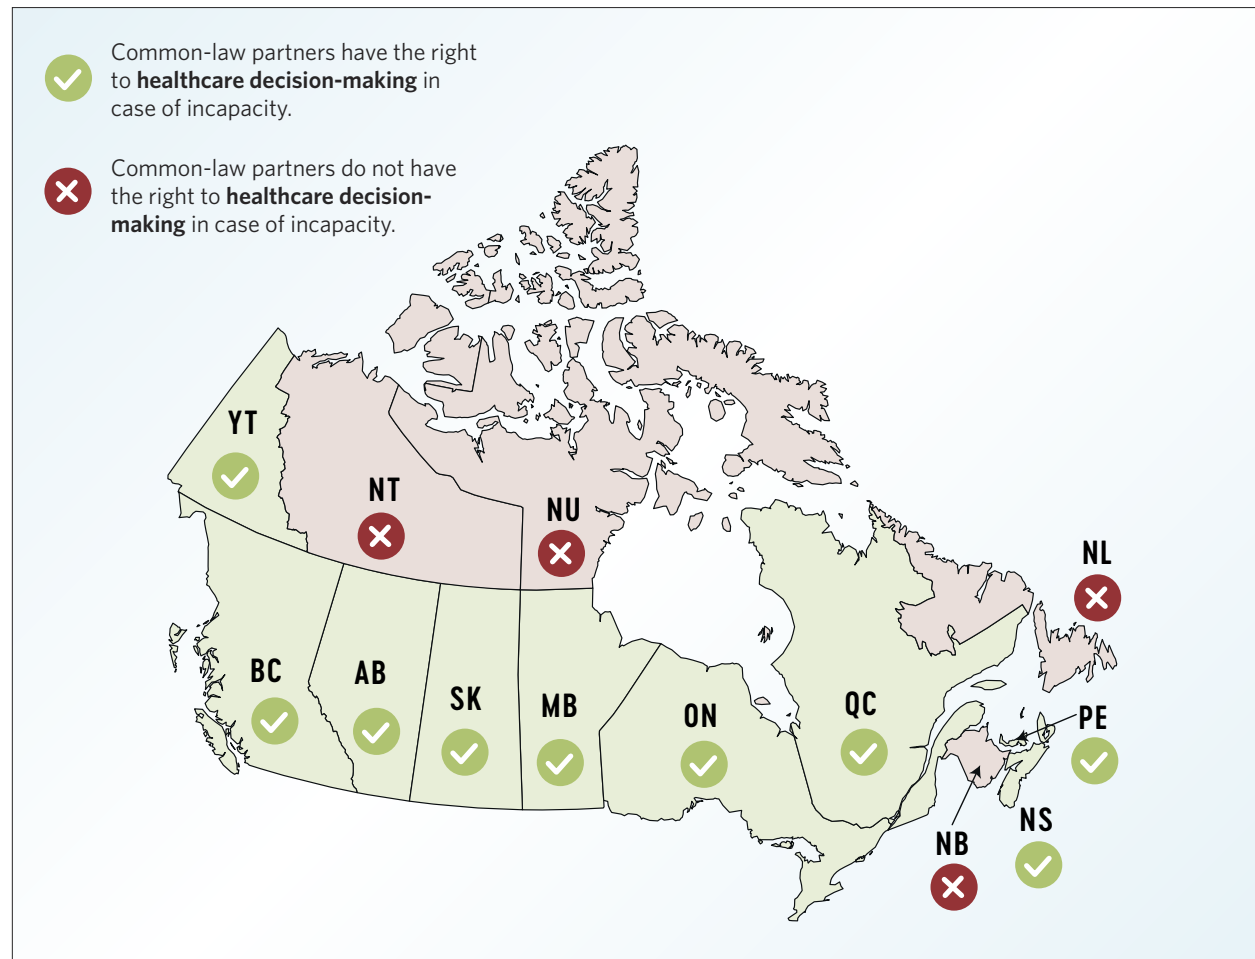 Common-law partners have the right
to healthcare decision-making in
case of incapacity.
Common-law partners do not have
the right to healthcare decision-
making in case of incapacity.
YT
NT
NU
NL
BC
AB
SK
MB
ON
QC
PE
NS
NB